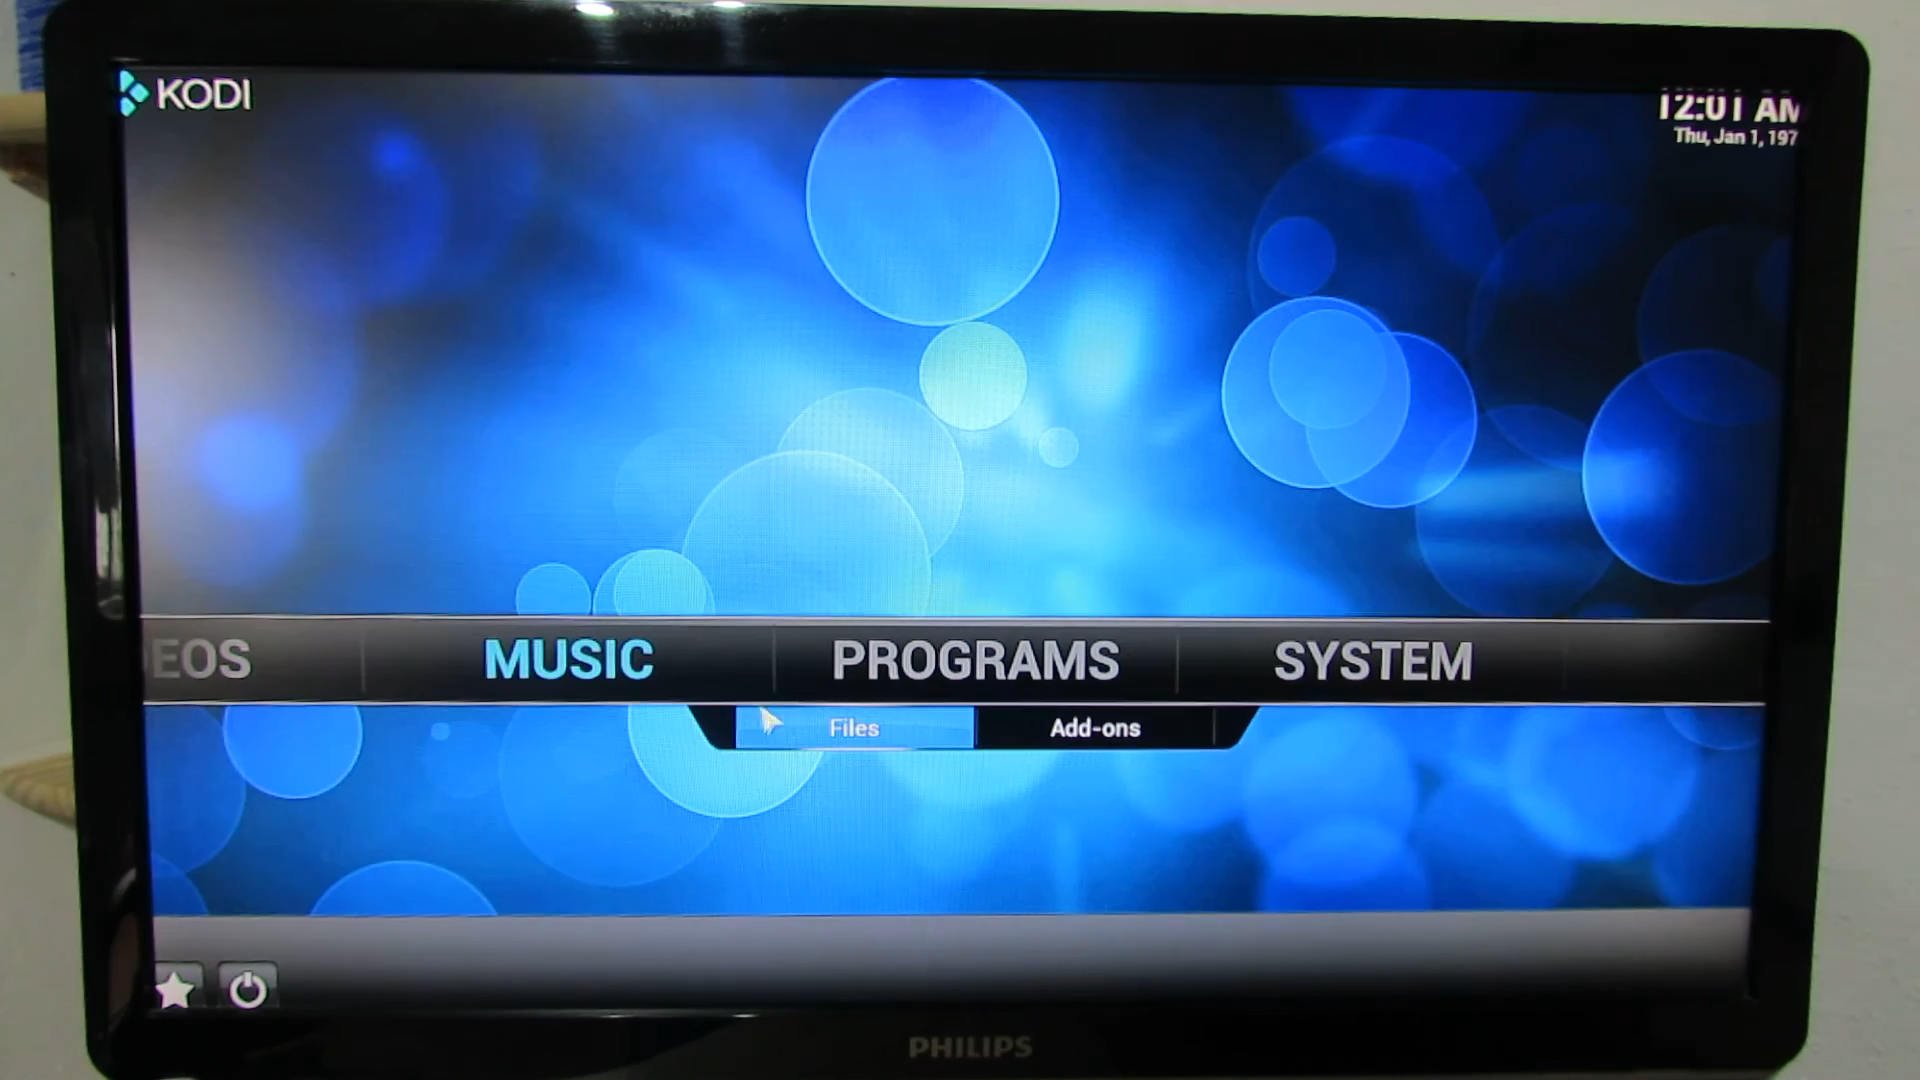 KODI
12:01 AM
Thu, Jan 1, 197
EOS
MUSIC
PROGRAMS
SYSTEM
Files
Add-ons
PHILIPS